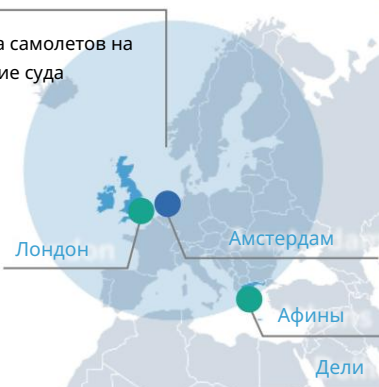 а самолетов на
ие суда
Лондон
Амстердам
Афины
Дели